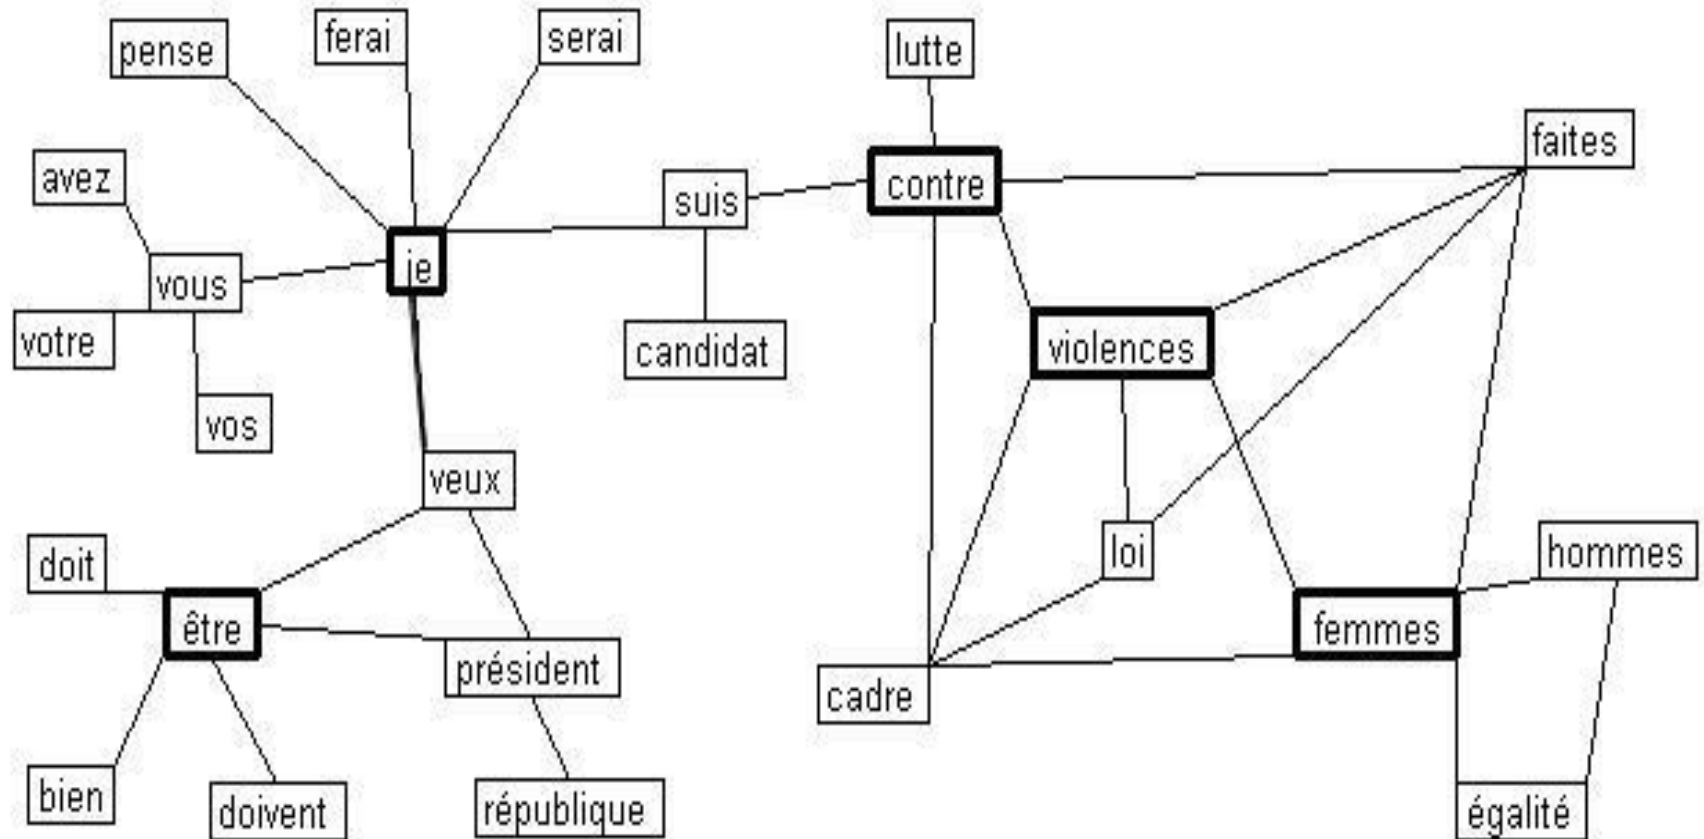 pense
ferai
serai
lutte
faites
avez
suis
contre
je
vous
votre
candidat
violences
vos
veux
doit
loi
hommes
être
femmes
président
cadre
bien
doivent
république
égalité